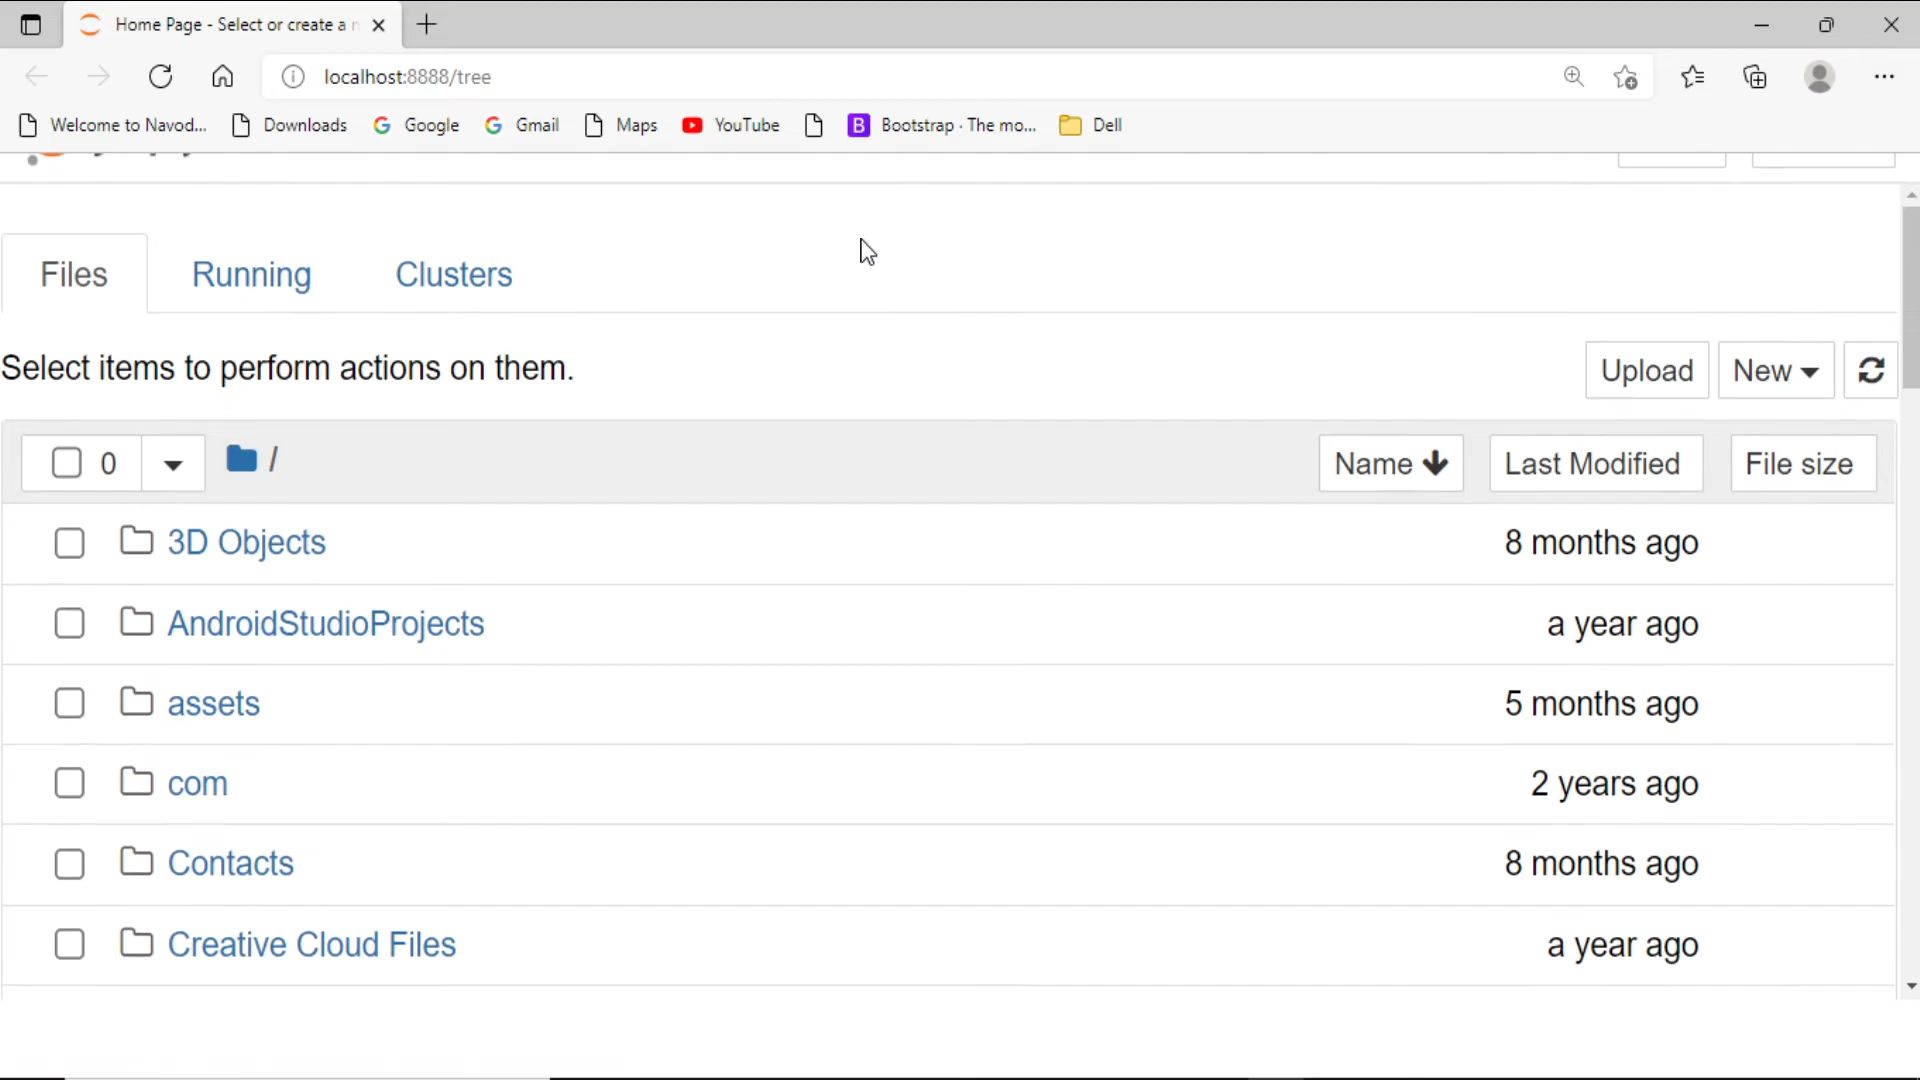 Home Page - Select or create a n
localhost:8888/tree
Welcome to Navod... Downloads Google Gmail Maps YouTube Bootstrap · The mo... Dell
Files Running Clusters
Select items to perform actions on them.
Upload New
0 / Name Last Modified File size
3D Objects 8 months ago
AndroidStudioProjects a year ago
assets 5 months ago
com 2 years ago
Contacts 8 months ago
Creative Cloud Files a year ago